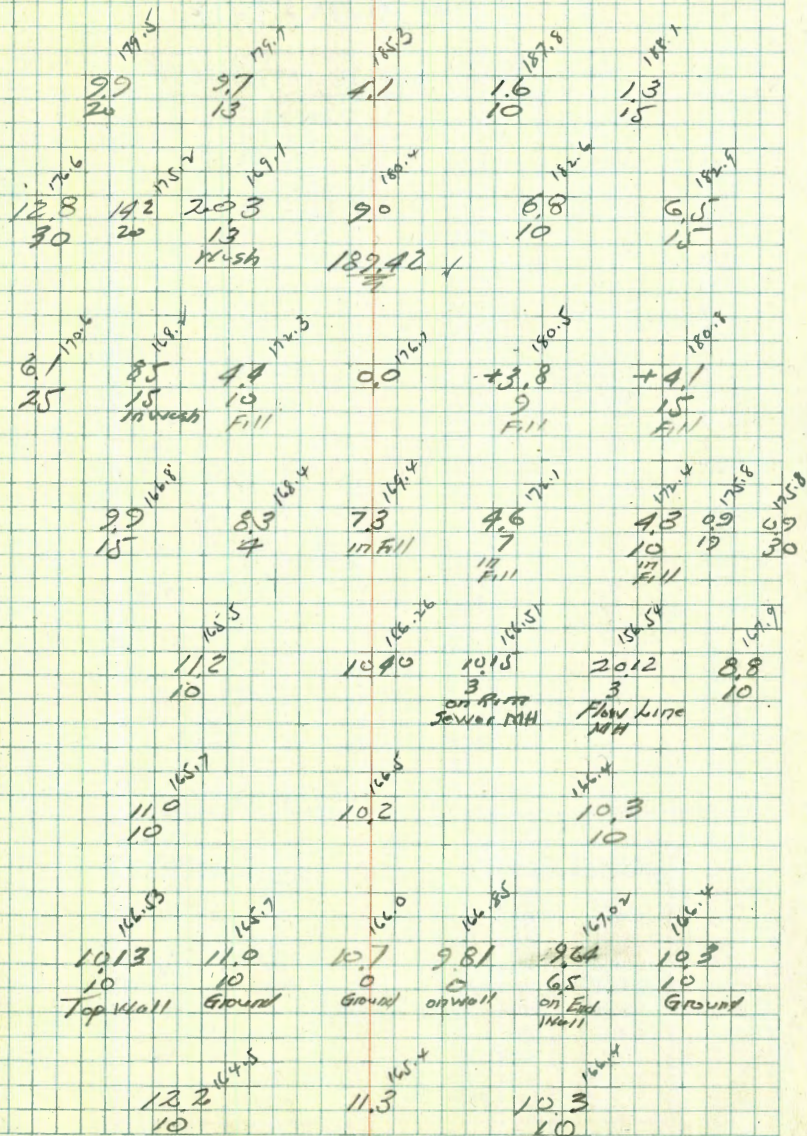 179.5 179.7 185.3 187.8 188.1
9.9 9.7 4.1 1.6 1.3
20 13 10 15
176.6 175.2 169.1 180.4 182.6 182.9
12.8 14.2 20.3 9.0 6.8 6.5
30 20 13 10 15
Wash 189.42 ✓
170.6 168.2 172.3 176.7 180.5 180.8
6.1 8.5 4.4 0.0 +3.8 +4.1
25 15 10 9 15
In Wash Fill Fill Fill
166.8 168.4 169.4 172.1 172.4 175.8 175.8
9.9 8.3 7.3 4.6 4.3 0.9 0.9
15 4 in Fill 7 10 19 30
in in
Fill Fill
165.5 166.26 166.51 156.54 167.9
11.2 10.40 10.15 20.12 8.8
10 3 3 10
on Rim Flow Line
Sewer MH MH
165.7 166.5 166.4
11.0 10.2 10.3
10 10
166.53 165.7 166.0 166.85 167.02 166.4
10.13 11.0 10.7 9.81 9.64 10.3
10 10 0 0 6.5 10
Top Wall Ground Ground on Wall on End Ground
Wall
164.5 165.4 166.4
12.2 11.3 10.3
10 10